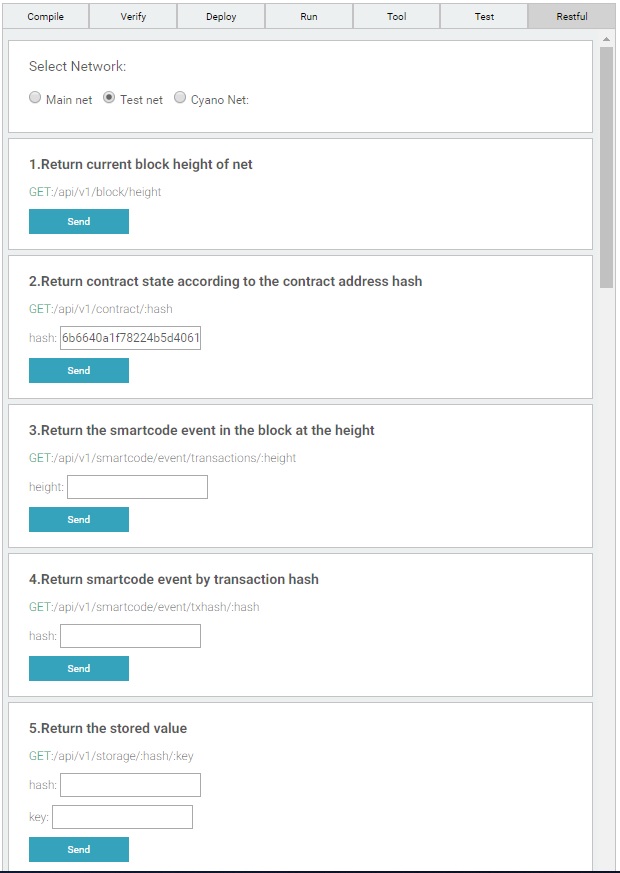 Compile Verify Deploy Run Tool Test Restful
Select Network:
Main net Test net Cyano Net:
1.Return current block height of net
GET:/api/v1/block/height
Send
2.Return contract state according to the contract address hash
GET:/api/v1/contract/:hash
hash: 6b6640a1f78224b5d4061
Send
3.Return the smartcode event in the block at the height
GET:/api/v1/smartcode/event/transactions/:height
height:
Send
4.Return smartcode event by transaction hash
GET:/api/v1/smartcode/event/txhash/:hash
hash:
Send
5.Return the stored value
GET:/api/v1/storage/:hash/:key
hash:
key:
Send